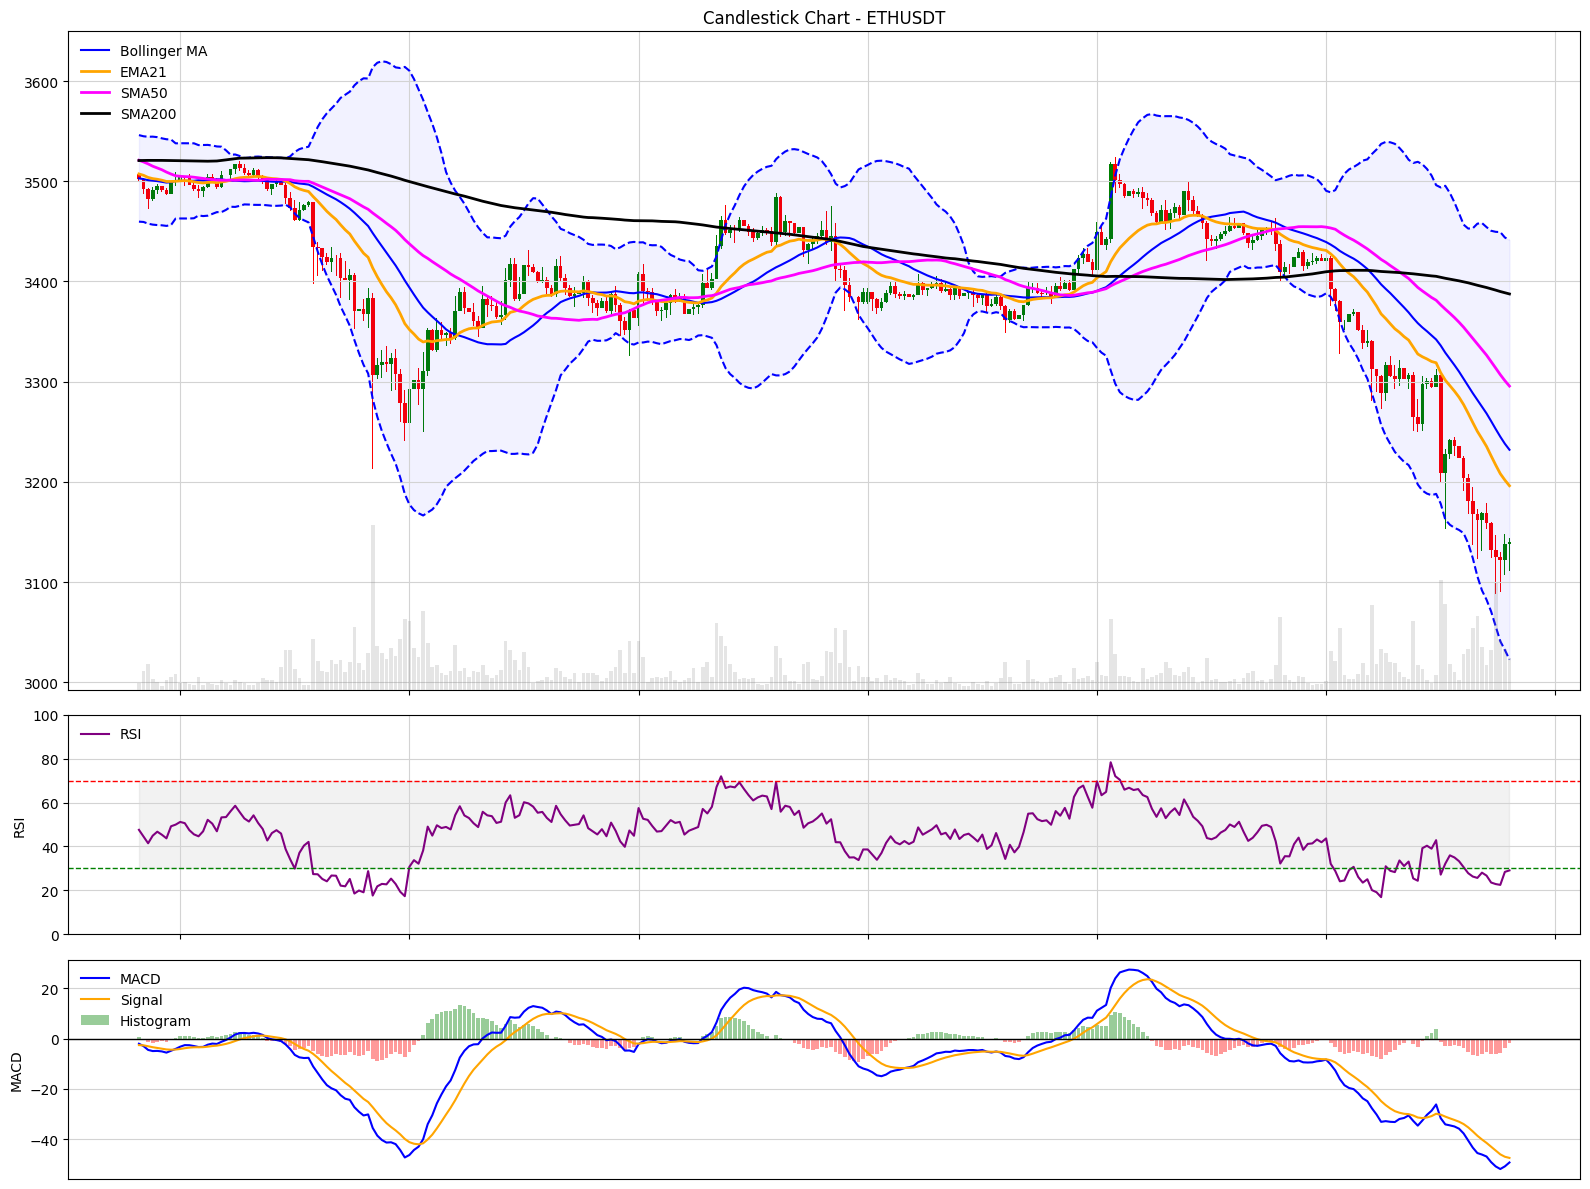 Candlestick Chart - ETHUSDT
Bollinger MA
EMA21
SMA50
SMA200
3600
3500
3400
3300
3200
3100
3000
RSI
100
80
60
40
20
0
RSI
MACD
Signal
Histogram
20
0
−20
−40
MACD